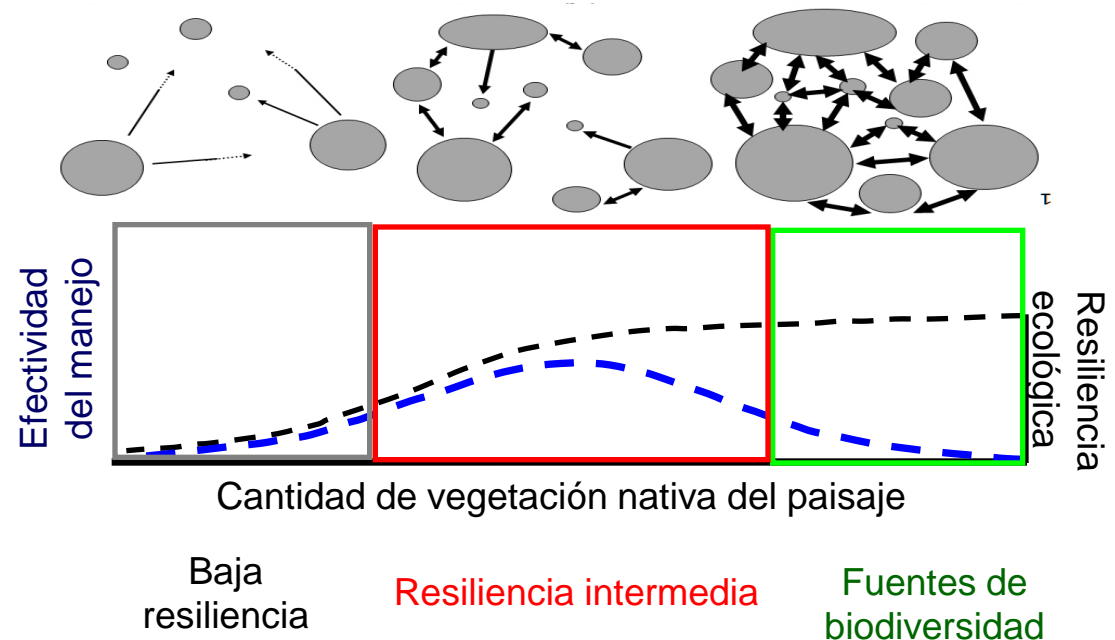 Efectividad
del manejo
Resiliencia
ecológica
Cantidad de vegetación nativa del paisaje
Baja
resiliencia
Resiliencia intermedia
Fuentes de
biodiversidad